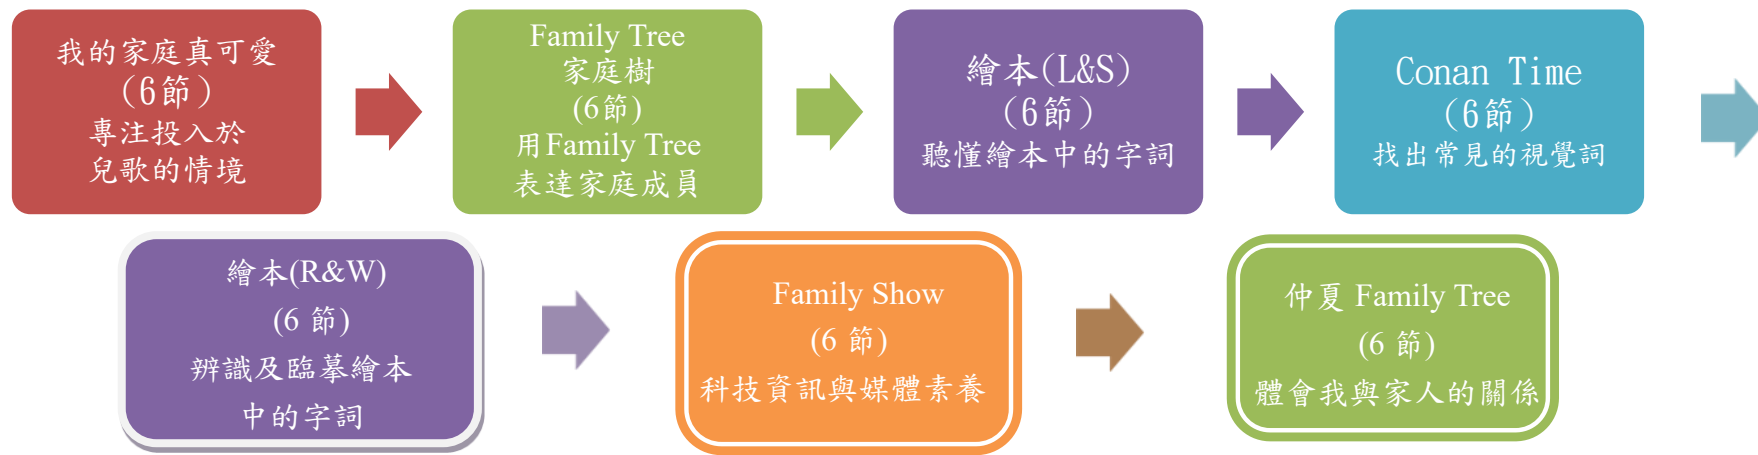 我的家庭真可愛
(6節)
專注投入於
兒歌的情境
Family Tree
家庭樹
(6節)
用Family Tree
表達家庭成員
繪本(L&S)
(6節)
聽懂繪本中的字詞
Conan Time
(6節)
找出常見的視覺詞
繪本(R&W)
(6 節)
辨識及臨摹繪本
中的字詞
Family Show
(6 節)
科技資訊與媒體素養
仲夏 Family Tree
(6 節)
體會我與家人的關係